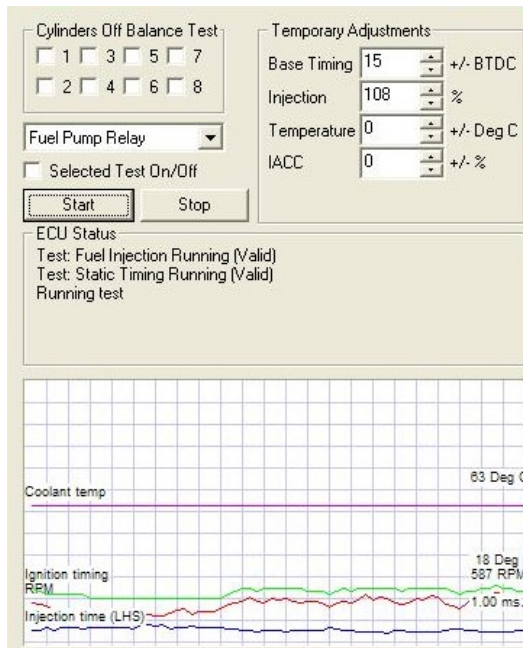 Cylinders Off Balance Test
1 3 5 7
2 4 6 8
Fuel Pump Relay
Selected Test On/Off
Start Stop
Temporary Adjustments
Base Timing 15 +/- BTDC
Injection 108 %
Temperature 0 +/- Deg C
IACC 0 +/- %
ECU Status
Test: Fuel Injection Running (Valid)
Test: Static Timing Running (Valid)
Running test
63 Deg C
Coolant temp
18 Deg
Ignition timing
587 RPM
RPM
1.00 ms.
Injection time (LHS)